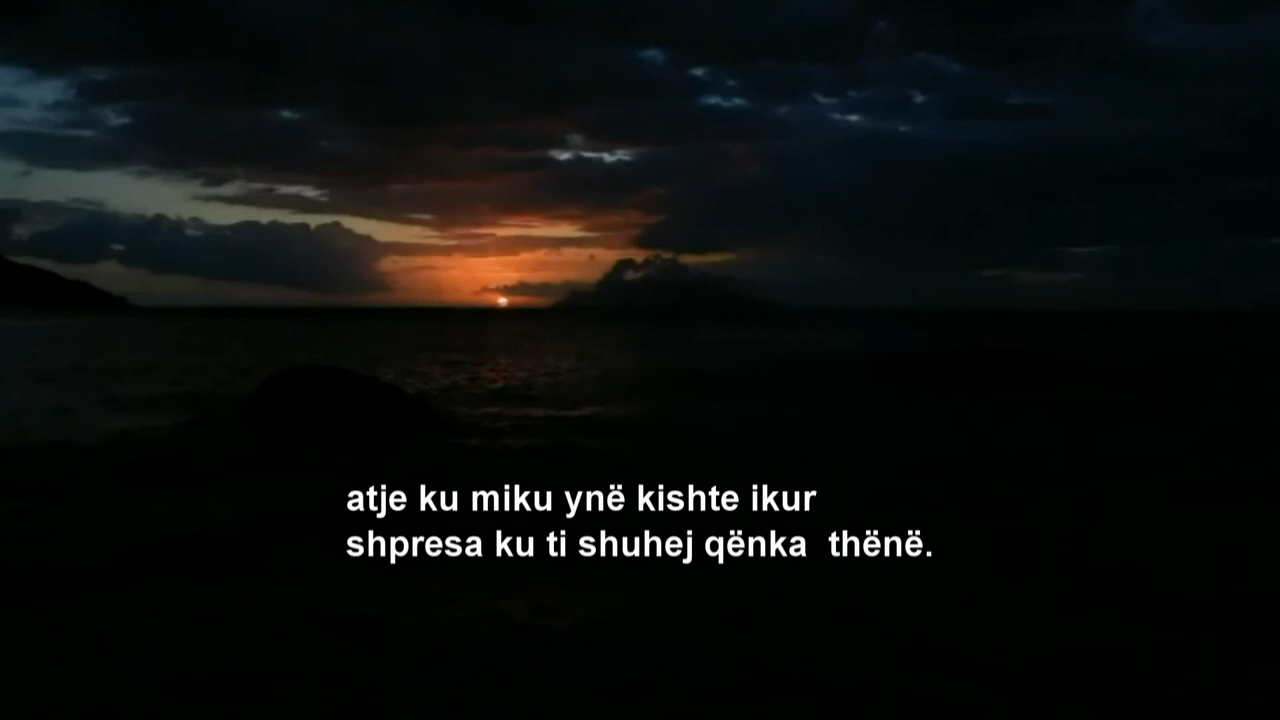 atje ku miku ynë kishte ikur
shpresa ku ti shuhej qënka  thënë.